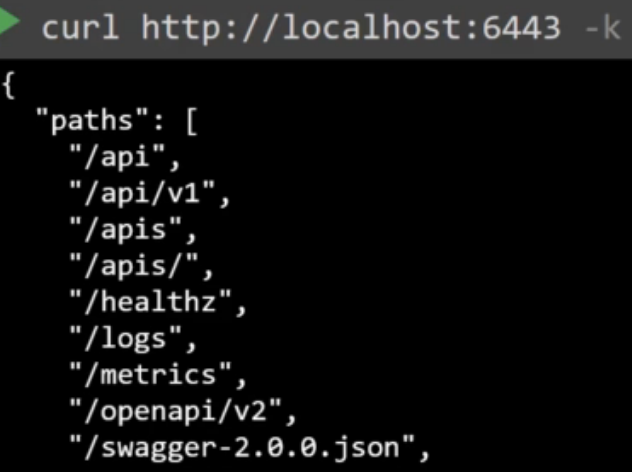 curl http://localhost:6443 -k
{
"paths": [
"/api",
"/api/v1",
"/apis",
"/apis/",
"/healthz",
"/logs",
"/metrics",
"/openapi/v2",
"/swagger-2.0.0.json",